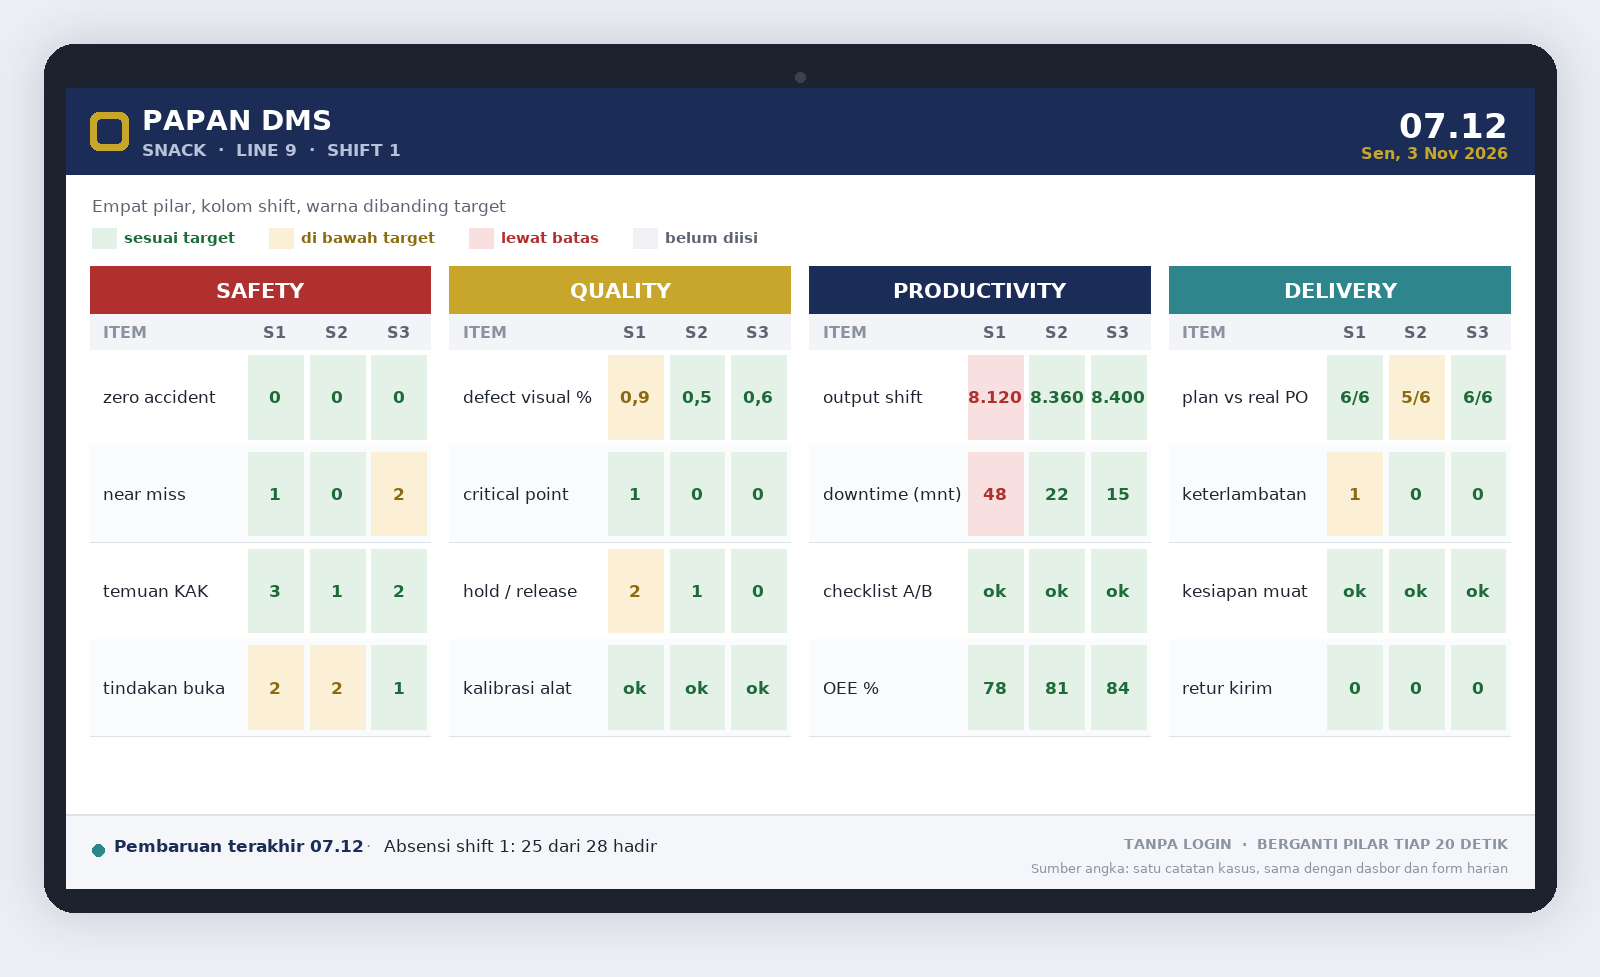 PAPAN DMS
SNACK · LINE 9 · SHIFT 1
07.12
Sen, 3 Nov 2026
Empat pilar, kolom shift, warna dibanding target
sesuai target di bawah target lewat batas belum diisi
SAFETY
ITEM S1 S2 S3
zero accident 0 0 0
near miss 1 0 2
temuan KAK 3 1 2
tindakan buka 2 2 1
QUALITY
ITEM S1 S2 S3
defect visual % 0,9 0,5 0,6
critical point 1 0 0
hold / release 2 1 0
kalibrasi alat ok ok ok
PRODUCTIVITY
ITEM S1 S2 S3
output shift 8.120 8.360 8.400
downtime (mnt) 48 22 15
checklist A/B ok ok ok
OEE % 78 81 84
DELIVERY
ITEM S1 S2 S3
plan vs real PO 6/6 5/6 6/6
keterlambatan 1 0 0
kesiapan muat ok ok ok
retur kirim 0 0 0
Pembaruan terakhir 07.12 · Absensi shift 1: 25 dari 28 hadir
TANPA LOGIN · BERGANTI PILAR TIAP 20 DETIK
Sumber angka: satu catatan kasus, sama dengan dasbor dan form harian